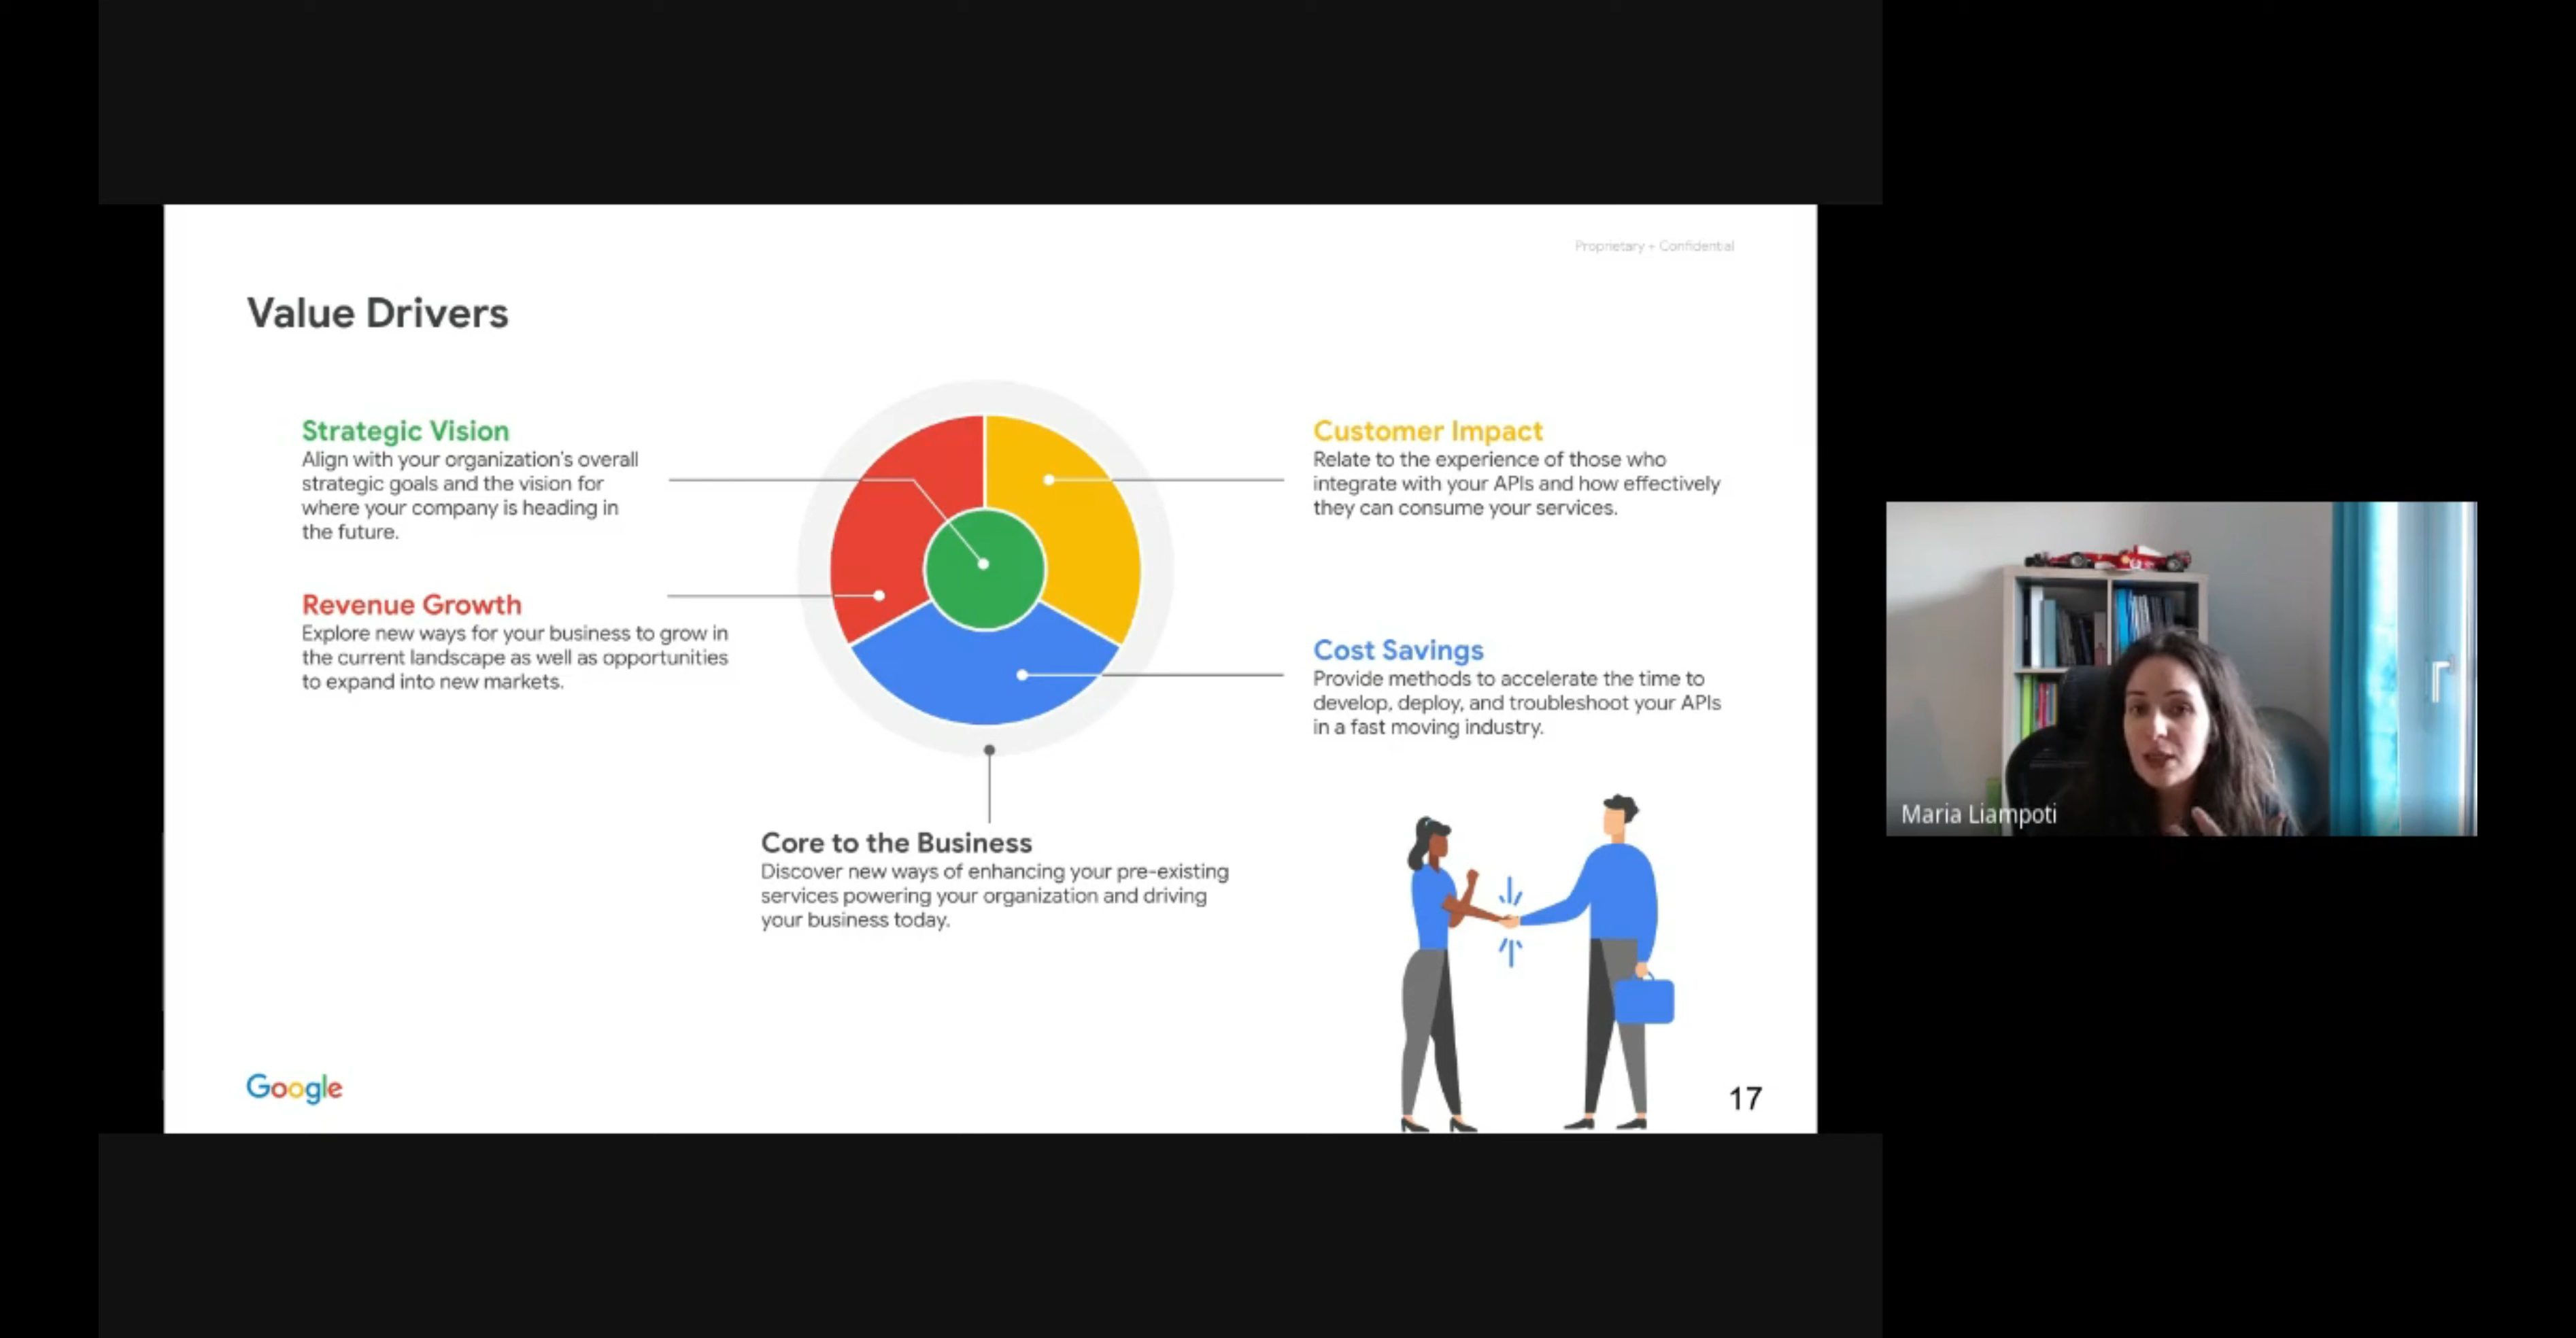 Proprietary + Confidential
Value Drivers
Strategic Vision
Align with your organization's overall
strategic goals and the vision for
where your company is heading in
the future.
Revenue Growth
Explore new ways for your business to grow in
the current landscape as well as opportunities
to expand into new markets.
Customer Impact
Relate to the experience of those who
integrate with your APIs and how effectively
they can consume your services.
Cost Savings
Provide methods to accelerate the time to
develop, deploy, and troubleshoot your APIs
in a fast moving industry.
Core to the Business
Discover new ways of enhancing your pre-existing
services powering your organization and driving
your business today.
Google
17
Maria Liampoti